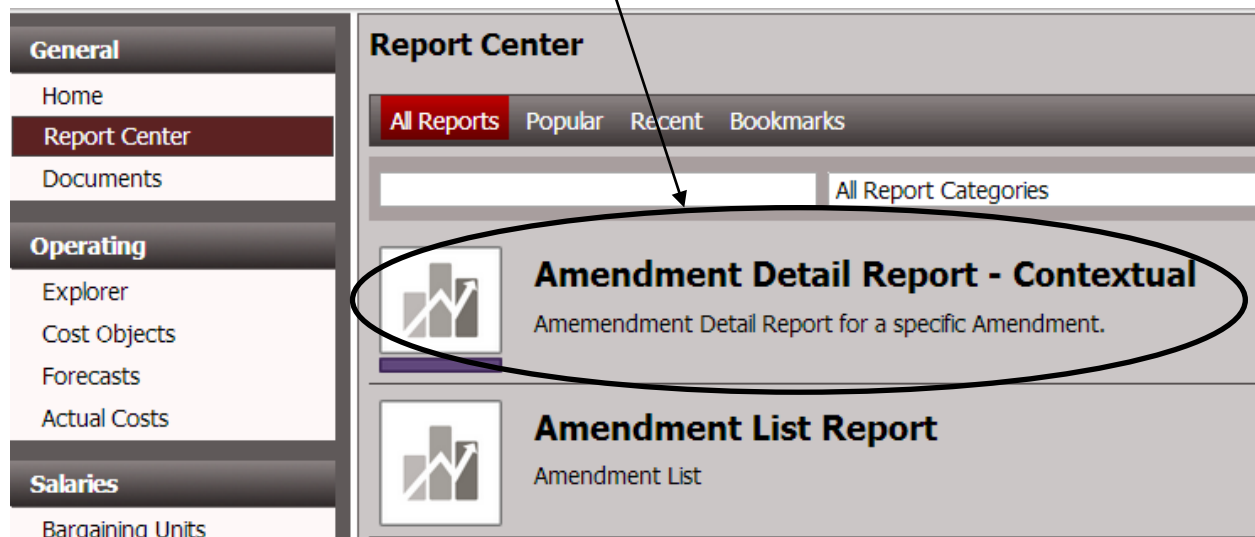 General
Home
Report Center
Documents
Operating
Explorer
Cost Objects
Forecasts
Actual Costs
Salaries
Bargaining Units
Report Center
All Reports Popular Recent Bookmarks
All Report Categories
Amendment Detail Report - Contextual
Amemendment Detail Report for a specific Amendment.
Amendment List Report
Amendment List